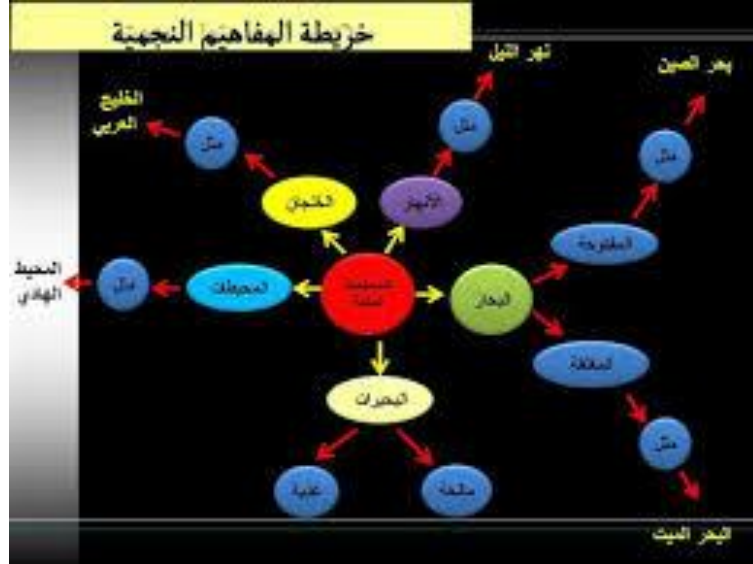 خريطة المفاهيم النجمية
نهر النيل
بحر الصين
الخليج
العربي
مثل
مثل
مثل
الخلجان
الأنهار
المفتوحة
المحيط
الهادي
مثل
المحيطات
البحار
المغلقة
البحيرات
مثل
عذبة
مالحة
البحر الميت